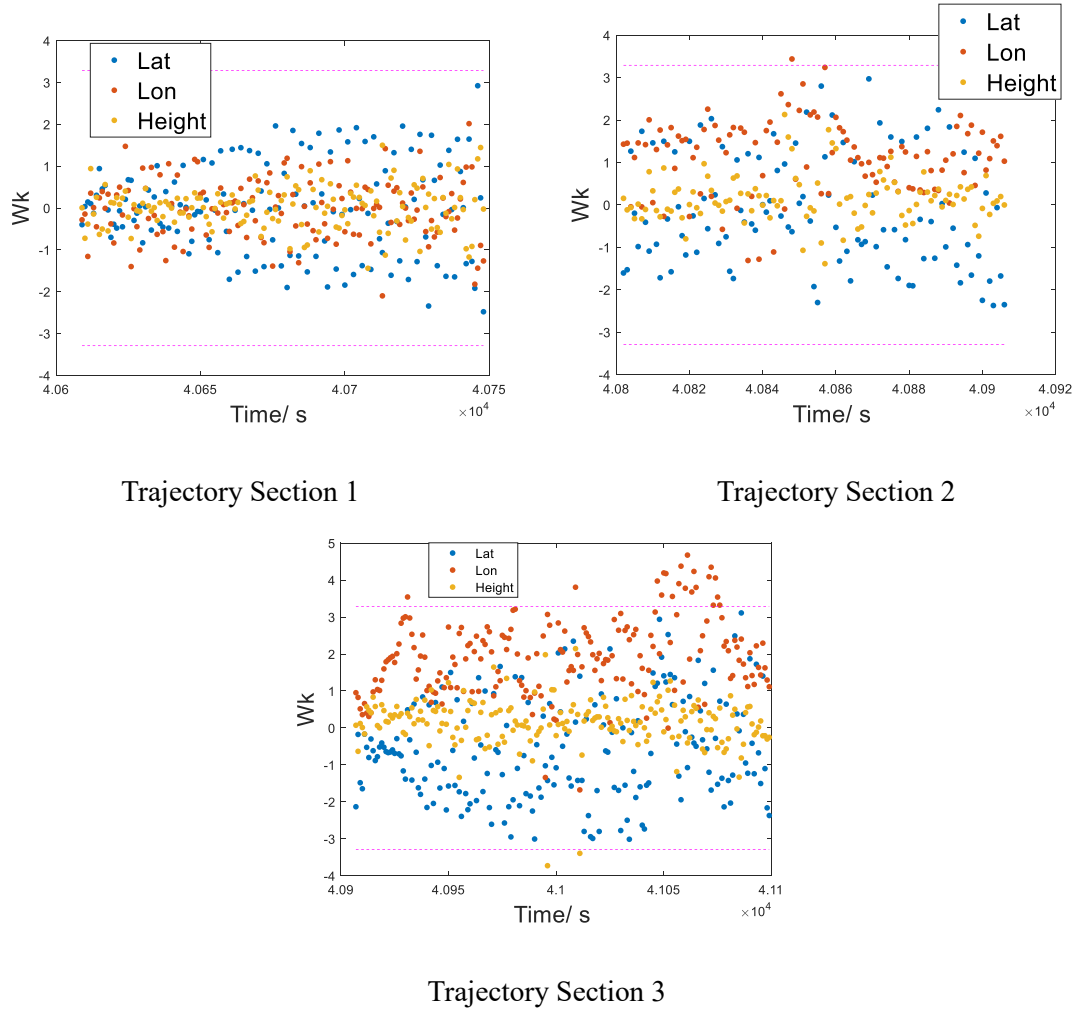 4
3
2
1
0
-1
-2
-3
-4
Wk
Lat
Lon
Height
4.06 4.065 4.07 4.075
Time/ s
×10⁴
Trajectory Section 1
4
3
2
1
0
-1
-2
-3
-4
Wk
Lat
Lon
Height
4.08 4.082 4.084 4.086 4.088 4.09 4.092
Time/ s
×10⁴
Trajectory Section 2
5
4
3
2
1
0
-1
-2
-3
-4
Wk
Lat
Lon
Height
4.09 4.095 4.1 4.105 4.11
Time/ s
×10⁴
Trajectory Section 3